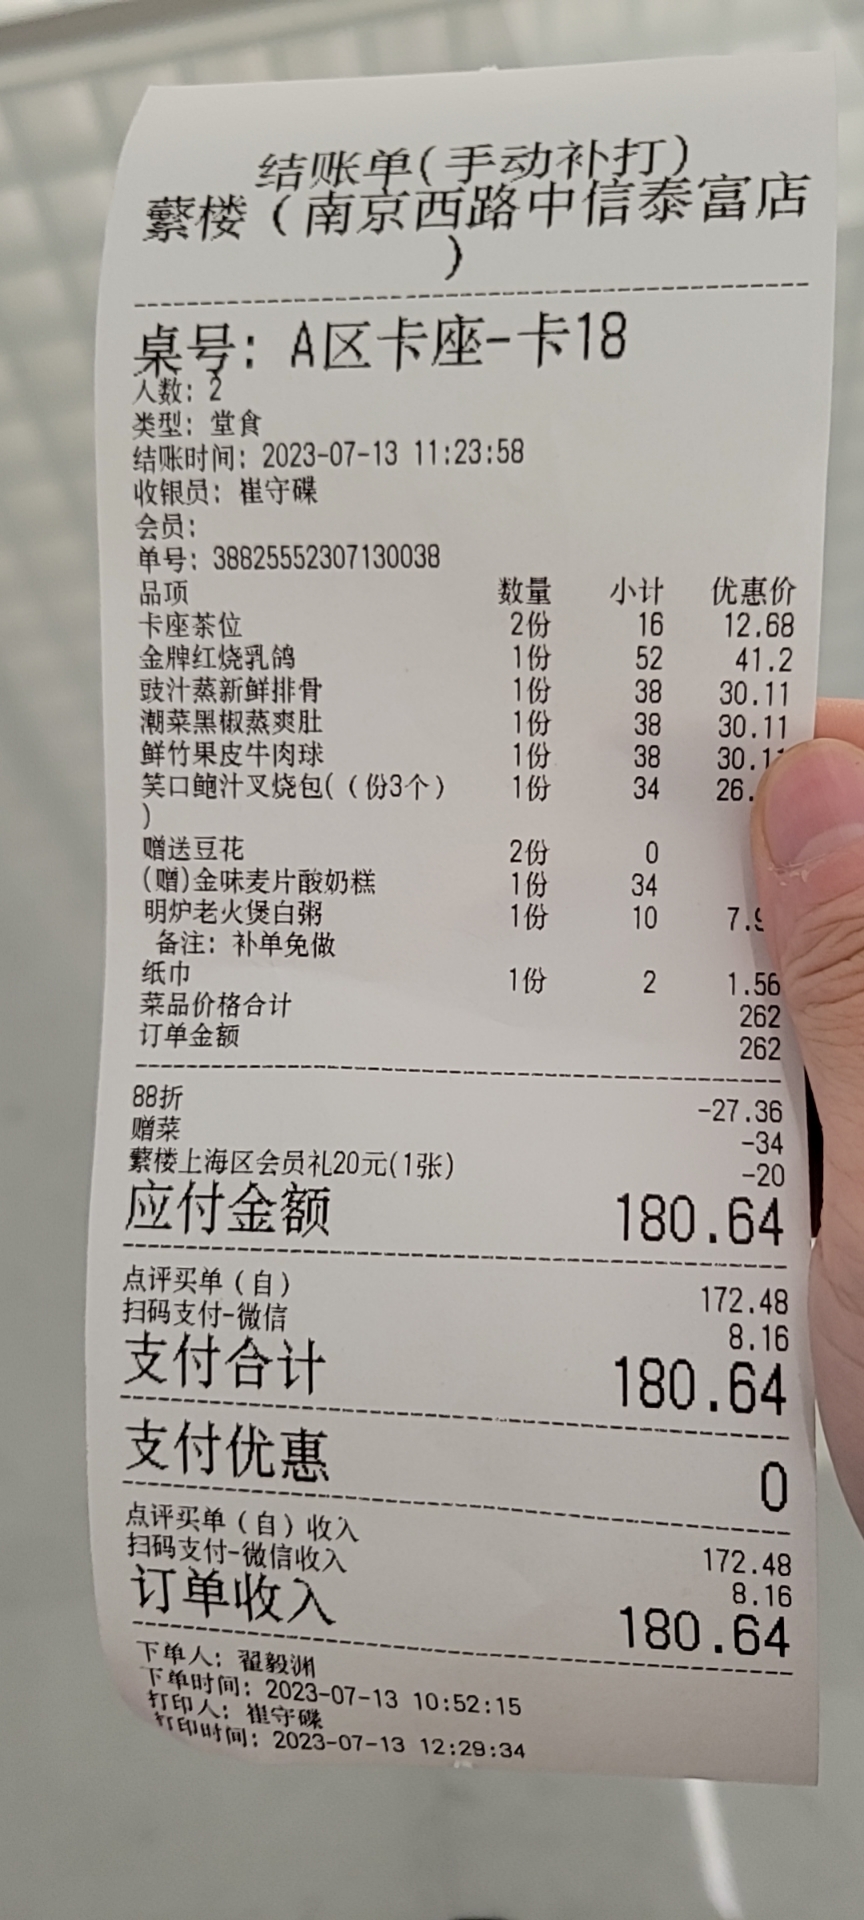 结账单(手动补打)
蘩楼（南京西路中信泰富店
）
桌号: A区卡座-卡18
人数: 2
类型: 堂食
结账时间: 2023-07-13 11:23:58
收银员: 崔守碟
会员:
单号: 38825552307130038
品项 数量 小计 优惠价
卡座茶位 2份 16 12.68
金牌红烧乳鸽 1份 52 41.2
豉汁蒸新鲜排骨 1份 38 30.11
潮菜黑椒蒸爽肚 1份 38 30.11
鲜竹果皮牛肉球 1份 38 30.11
笑口鲍汁叉烧包(（份3个）1份 34 26.
)
赠送豆花 2份 0
(赠)金味麦片酸奶糕 1份 34
明炉老火煲白粥 1份 10 7.9
备注: 补单免做
纸巾 1份 2 1.56
菜品价格合计 262
订单金额 262
88折 -27.36
赠菜 -34
蘩楼上海区会员礼20元(1张) -20
应付金额 180.64
点评买单（自） 172.48
扫码支付-微信 8.16
支付合计 180.64
支付优惠 0
点评买单（自）收入 172.48
扫码支付-微信收入 8.16
订单收入 180.64
下单人: 翟毅渊
下单时间: 2023-07-13 10:52:15
打印人: 崔守碟
打印时间: 2023-07-13 12:29:34